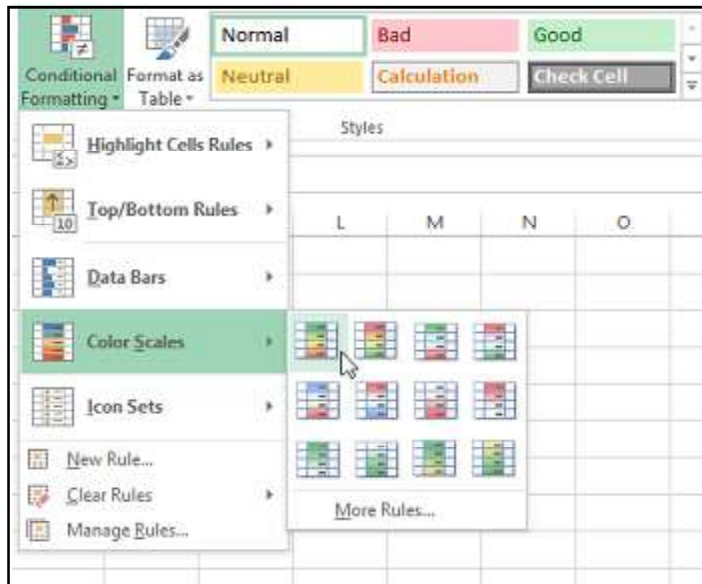 Conditional
Formatting
Format as
Table
Normal
Bad
Good
Neutral
Calculation
Check Cell
Styles
Highlight Cells Rules
Top/Bottom Rules
10
L M N O
Data Bars
Color Scales
Icon Sets
New Rule...
Clear Rules
Manage Rules...
More Rules...